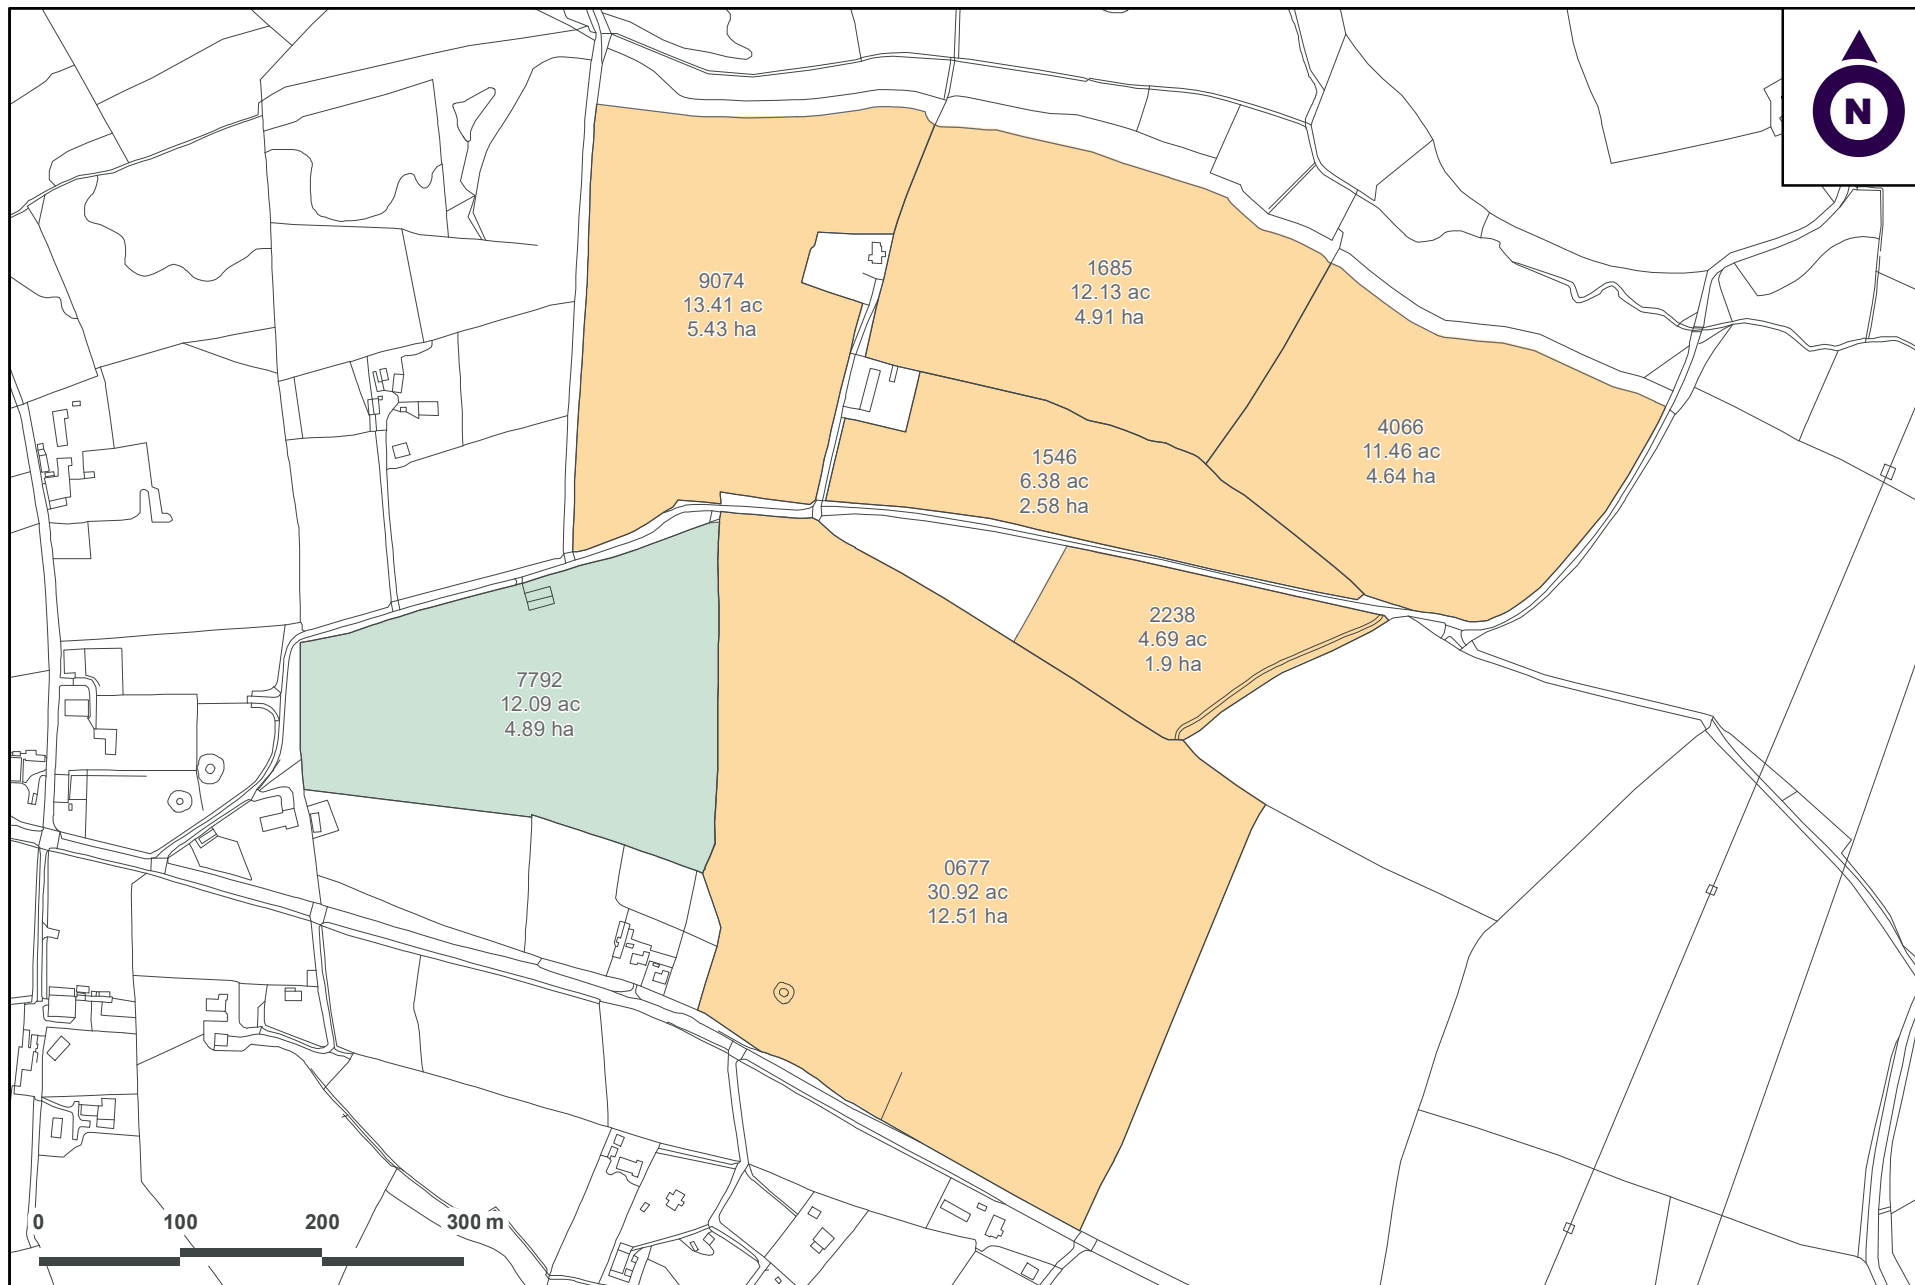 N
9074
13.41 ac
5.43 ha
1685
12.13 ac
4.91 ha
4066
11.46 ac
4.64 ha
1546
6.38 ac
2.58 ha
2238
4.69 ac
1.9 ha
7792
12.09 ac
4.89 ha
0677
30.92 ac
12.51 ha
0 100 200 300 m